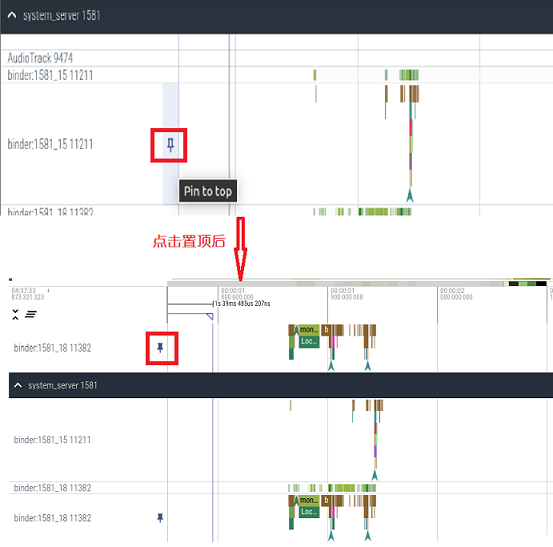 system_server 1581
AudioTrack 9474
binder:1581_15 11211
binder:1581_15 11211
Pin to top
binder:1581_18 11382
点击置顶后
04:37:33
873 321 323
+
00:00:01
800 000 000
00:00:01
900 000 000
00:00:02
000 000 000
1s 39ms 485us 207ns
binder:1581_18 11382
mon...
b
Loc...
system_server 1581
binder:1581_15 11211
binder:1581_18 11382
binder:1581_18 11382
mon...
b
Loc...